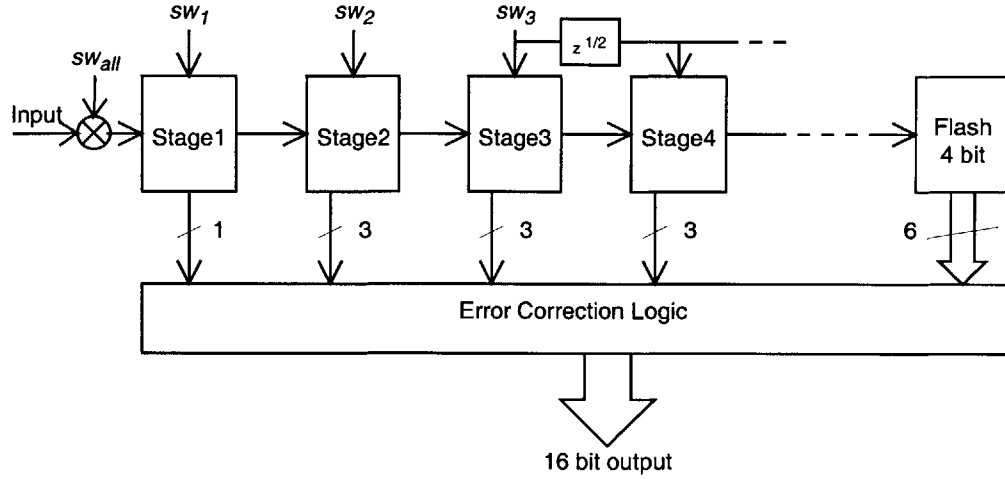 sw1 sw2 sw3
z 1/2
swall
Input
Stage1 Stage2 Stage3 Stage4 Flash
4 bit
1 3 3 3 6
Error Correction Logic
16 bit output